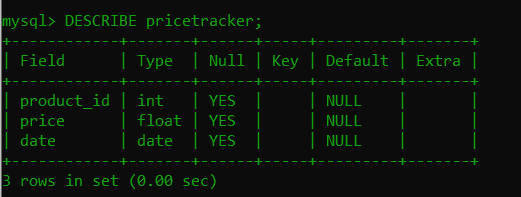 mysql> DESCRIBE pricetracker;
+------------+-------+------+-----+---------+-------+
| Field      | Type  | Null | Key | Default | Extra |
+------------+-------+------+-----+---------+-------+
| product_id | int   | YES  |     | NULL    |       |
| price      | float | YES  |     | NULL    |       |
| date       | date  | YES  |     | NULL    |       |
+------------+-------+------+-----+---------+-------+
3 rows in set (0.00 sec)